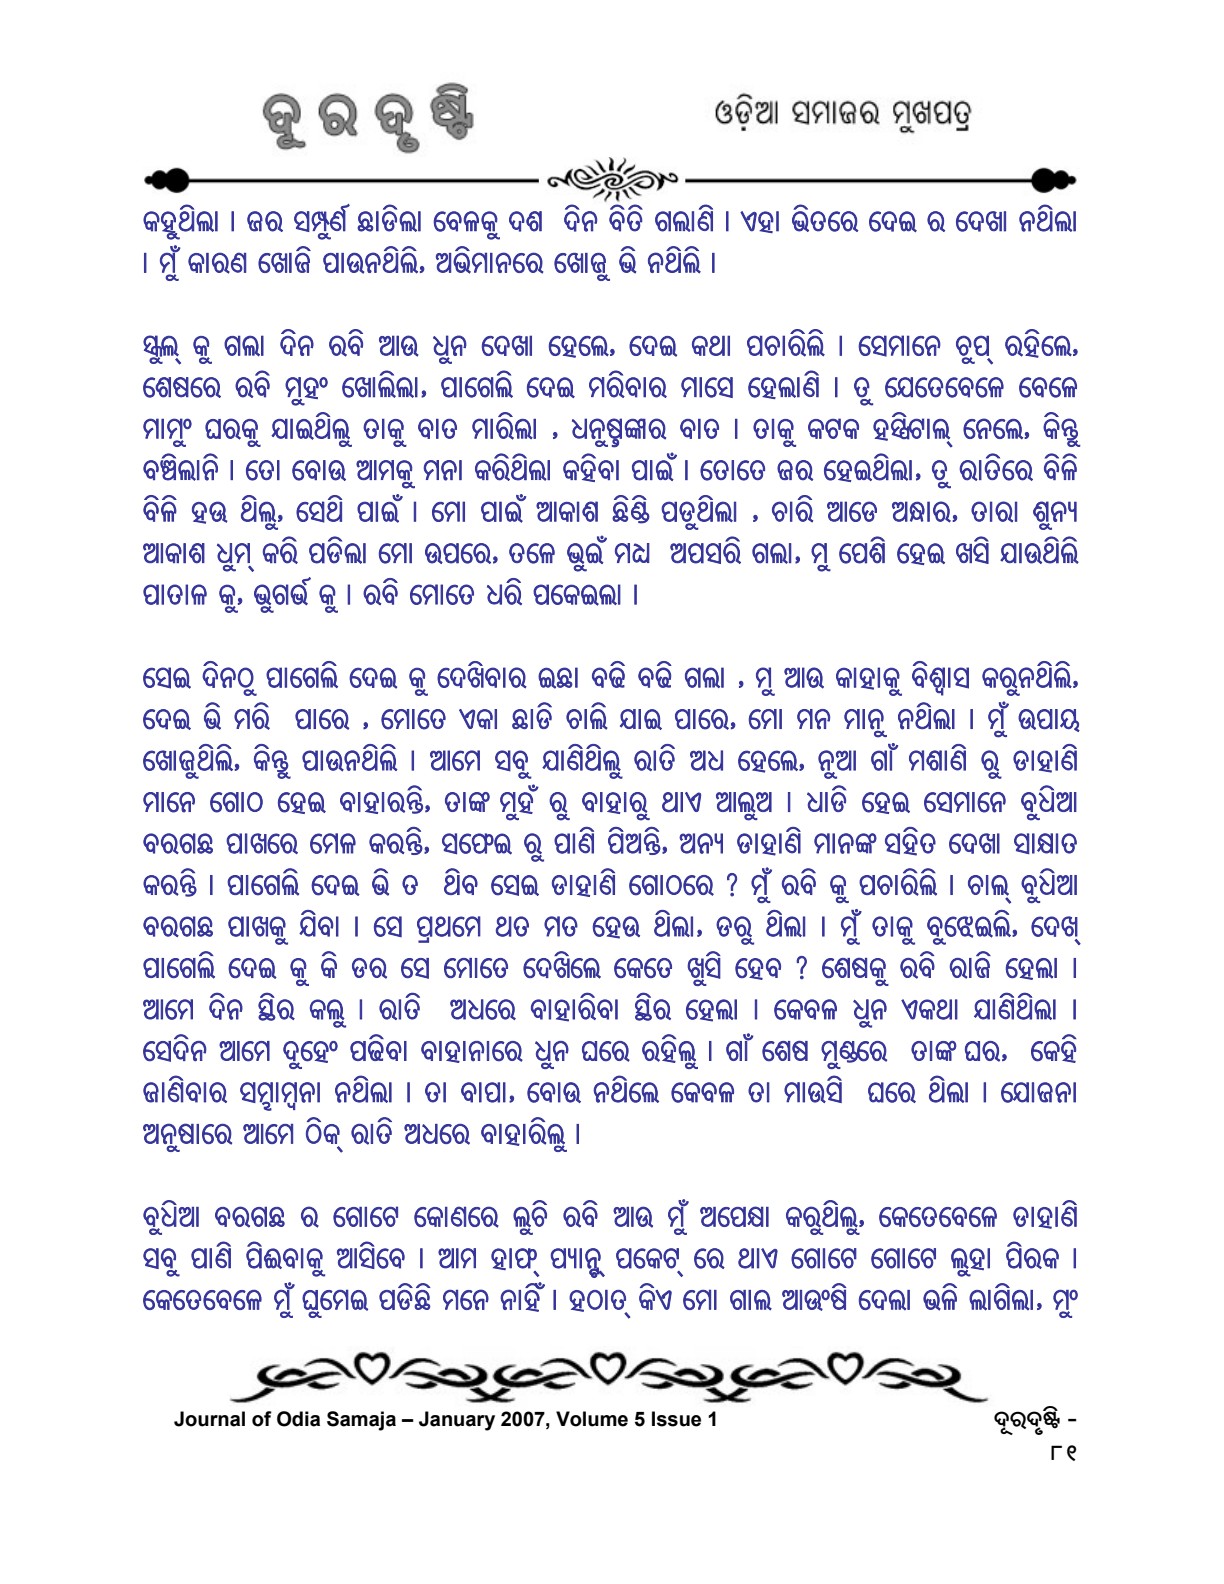 ଦୂରଦୃଷ୍ଟି
ଓଡ଼ିଆ ସମାଜର ମୁଖପତ୍ର
କହୁଥିଲା । ଜର ସମ୍ପୁର୍ଣ ଛାଡିଲା ବେଳକୁ ଦଶ ଦିନ ବିତି ଗଲାଣି । ଏହା ଭିତରେ ଦେଇ ର ଦେଖା ନଥିଲା
। ମୁଁ କାରଣ ଖୋଜି ପାଉନଥିଲି, ଅଭିମାନରେ ଖୋଜୁ ଭି ନଥିଲି ।
ସ୍କୁଲ୍ କୁ ଗଲା ଦିନ ରବି ଆଉ ଧୁନ ଦେଖା ହେଲେ, ଦେଇ କଥା ପଚାରିଲି । ସେମାନେ ଚୁପ୍ ରହିଲେ,
ଶେଷରେ ରବି ମୁହଂ ଖୋଲିଲା, ପାଗେଲି ଦେଇ ମରିବାର ମାସେ ହେଲାଣି । ତୁ ଯେତେବେଳେ ବେଳେ
ମାମୁଂ ଘରକୁ ଯାଇଥିଲୁ ତାକୁ ବାତ ମାରିଲା , ଧନୁଷ୍ଟଙ୍କାର ବାତ । ତାକୁ କଟକ ହସ୍ପିଟାଲ୍ ନେଲେ, କିନ୍ତୁ
ବଞ୍ଚିଲାନି । ତୋ ବୋଉ ଆମକୁ ମନା କରିଥିଲା କହିବା ପାଇଁ । ତୋତେ ଜର ହେଇଥିଲା, ତୁ ରାତିରେ ବିଳି
ବିଳି ହଉ ଥିଲୁ, ସେଥି ପାଇଁ । ମୋ ପାଇଁ ଆକାଶ ଛିଣ୍ଡି ପଡୁଥିଲା , ଚାରି ଆଡେ ଅନ୍ଧାର, ତାରା ଶୁନ୍ୟ
ଆକାଶ ଧୁମ୍ କରି ପଡିଲା ମୋ ଉପରେ, ତଳେ ଭୁଇଁ ମଧ୍ୟ ଅପସରି ଗଲା, ମୁ ପେଶି ହେଇ ଖସି ଯାଉଥିଲି
ପାତାଳ କୁ, ଭୁଗର୍ଭ କୁ । ରବି ମୋତେ ଧରି ପକେଇଲା ।
ସେଇ ଦିନଠୁ ପାଗେଲି ଦେଇ କୁ ଦେଖିବାର ଇଛା ବଢି ବଢି ଗଲା , ମୁ ଆଉ କାହାକୁ ବିଶ୍ୱାସ କରୁନଥିଲି,
ଦେଇ ଭି ମରି ପାରେ , ମୋତେ ଏକା ଛାଡି ଚାଲି ଯାଇ ପାରେ, ମୋ ମନ ମାନୁ ନଥିଲା । ମୁଁ ଉପାୟ
ଖୋଜୁଥିଲି, କିନ୍ତୁ ପାଉନଥିଲି । ଆମେ ସବୁ ଯାଣିଥିଲୁ ରାତି ଅଧ ହେଲେ, ନୁଆ ଗାଁ ମଶାଣି ରୁ ଡାହାଣି
ମାନେ ଗୋଠ ହେଇ ବାହାରନ୍ତି, ତାଙ୍କ ମୁହଁ ରୁ ବାହାରୁ ଥାଏ ଆଲୁଅ । ଧାଡି ହେଇ ସେମାନେ ବୁଧିଆ
ବରଗଛ ପାଖରେ ମେଳ କରନ୍ତି, ସଫେଇ ରୁ ପାଣି ପିଅନ୍ତି, ଅନ୍ୟ ଡାହାଣି ମାନଙ୍କ ସହିତ ଦେଖା ସାକ୍ଷାତ
କରନ୍ତି । ପାଗେଲି ଦେଇ ଭି ତ ଥିବ ସେଇ ଡାହାଣି ଗୋଠରେ ? ମୁଁ ରବି କୁ ପଚାରିଲି । ଚାଲ୍ ବୁଧିଆ
ବରଗଛ ପାଖକୁ ଯିବା । ସେ ପ୍ରଥମେ ଥତ ମତ ହେଉ ଥିଲା, ଡରୁ ଥିଲା । ମୁଁ ତାକୁ ବୁଝେଇଲି, ଦେଖ୍
ପାଗେଲି ଦେଇ କୁ କି ଡର ସେ ମୋତେ ଦେଖିଲେ କେତେ ଖୁସି ହେବ ? ଶେଷକୁ ରବି ରାଜି ହେଲା ।
ଆମେ ଦିନ ସ୍ଥିର କଲୁ । ରାତି ଅଧରେ ବାହାରିବା ସ୍ଥିର ହେଲା । କେବଳ ଧୁନ ଏକଥା ଯାଣିଥିଲା ।
ସେଦିନ ଆମେ ଦୁହେଂ ପଢିବା ବାହାନାରେ ଧୁନ ଘରେ ରହିଲୁ । ଗାଁ ଶେଷ ମୁଣ୍ଡରେ ତାଙ୍କ ଘର, କେହି
ଜାଣିବାର ନଥିଲା । ତା ବାପା, ବୋଉ ନଥିଲେ କେବଳ ତା ମାଉସି ଘରେ ଥିଲା । ଯୋଜନା
ଅନୁଷାରେ ଆମେ ଠିକ୍ ରାତି ଅଧରେ ବାହାରିଲୁ ।
ବୁଧିଆ ବରଗଛ ର ଗୋଟେ କୋଣରେ ଲୁଚି ରବି ଆଉ ମୁଁ ଅପେକ୍ଷା କରୁଥିଲୁ, କେତେବେଳେ ଡାହାଣି
ସବୁ ପାଣି ପିଈବାକୁ ଆସିବେ । ଆମ ହାଫ୍ ପ୍ୟାନ୍ଟ୍ ପକେଟ୍ ରେ ଥାଏ ଗୋଟେ ଗୋଟେ ଲୁହା ପିରକ ।
କେତେବେଳେ ମୁଁ ଘୁମେଇ ପଡିଛି ମନେ ନାହିଁ । ହଠାତ୍ କିଏ ମୋ ଗାଲ ଆଉଂଷି ଦେଲା ଭଳି ଲାଗିଲା, ମୁଂ
Journal of Odia Samaja – January 2007, Volume 5 Issue 1
ଦୂରଦୃଷ୍ଟି -
୮୧